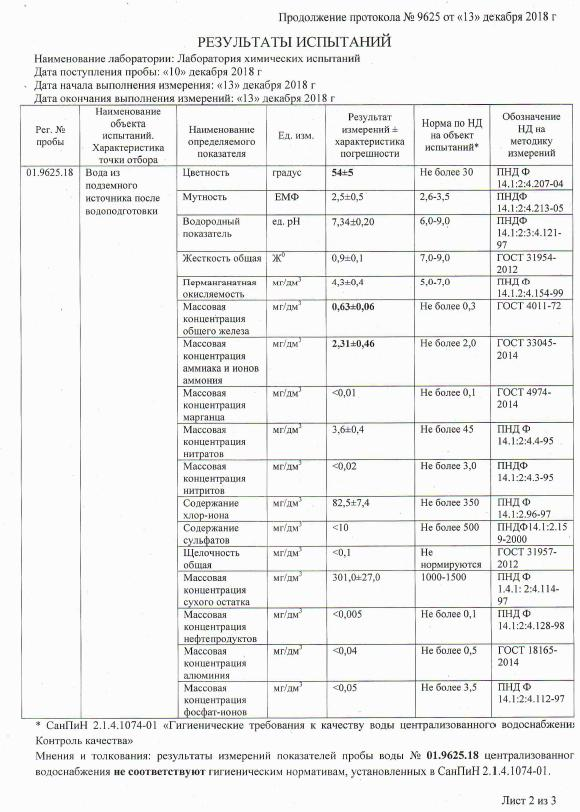 Продолжение протокола № 9625 от «13» декабря 2018 г
РЕЗУЛЬТАТЫ ИСПЫТАНИЙ
Наименование лаборатории: Лаборатория химических испытаний
Дата поступления пробы: «10» декабря 2018 г
Дата начала выполнения измерения: «13» декабря 2018 г
Дата окончания выполнения измерений: «13» декабря 2018 г
Рег. № пробы | Наименование объекта испытаний. Характеристика точки отбора | Наименование определяемого показателя | Ед. изм. | Результат измерений ± характеристика погрешности | Норма по НД на объект испытаний* | Обозначение НД на методику измерений
01.9625.18 | Вода из подземного источника после водоподготовки | Цветность | градус | 54±5 | Не более 30 | ПНД Ф 14.1:2:4.207-04
Мутность | ЕМФ | 2,5±0,5 | 2,6-3,5 | ПНДФ 14.1:2:4.213-05
Водородный показатель | ед. pH | 7,34±0,20 | 6,0-9,0 | ПНДФ 14.1:2:3:4.121-97
Жесткость общая | Ж⁰ | 0,9±0,1 | 7,0-9,0 | ГОСТ 31954-2012
Перманганатная окисляемость | мг/дм³ | 4,3±0,4 | 5,0-7,0 | ПНД Ф 14.1.2:4.154-99
Массовая концентрация общего железа | мг/дм³ | 0,63±0,06 | Не более 0,3 | ГОСТ 4011-72
Массовая концентрация аммиака и ионов аммония | мг/дм³ | 2,31±0,46 | Не более 2,0 | ГОСТ 33045-2014
Массовая концентрация марганца | мг/дм³ | <0,01 | Не более 0,1 | ГОСТ 4974-2014
Массовая концентрация нитратов | мг/дм³ | 3,6±0,4 | Не более 45 | ПНД Ф 14.1:2:4.4-95
Массовая концентрация нитритов | мг/дм³ | <0,02 | Не более 3,0 | ПНДФ 14.1:2:4.3-95
Содержание хлор-иона | мг/дм³ | 82,5±7,4 | Не более 350 | ПНД Ф 14.1:2.96-97
Содержание сульфатов | мг/дм³ | <10 | Не более 500 | ПНДФ14.1:2.159-2000
Щелочность общая | мг/дм³ | <0,1 | Не нормируются | ГОСТ 31957-2012
Массовая концентрация сухого остатка | мг/дм³ | 301,0±27,0 | 1000-1500 | ПНД Ф 1.4.1: 2:4.114-97
Массовая концентрация нефтепродуктов | мг/дм³ | <0,005 | Не более 0,1 | ПНД Ф 14.1:2:4.128-98
Массовая концентрация алюминия | мг/дм³ | <0,04 | Не более 0,5 | ГОСТ 18165-2014
Массовая концентрация фосфат-ионов | мг/дм³ | <0,05 | Не более 3,5 | ПНД Ф 14.1:2:4.112-97
* СанПиН 2.1.4.1074-01 «Гигиенические требования к качеству воды централизованного водоснабжени
Контроль качества»
Мнения и толкования: результаты измерений показателей пробы воды № 01.9625.18 централизованног
водоснабжения не соответствуют гигиеническим нормативам, установленных в СанПиН 2.1.4.1074-01.
Лист 2 из 3